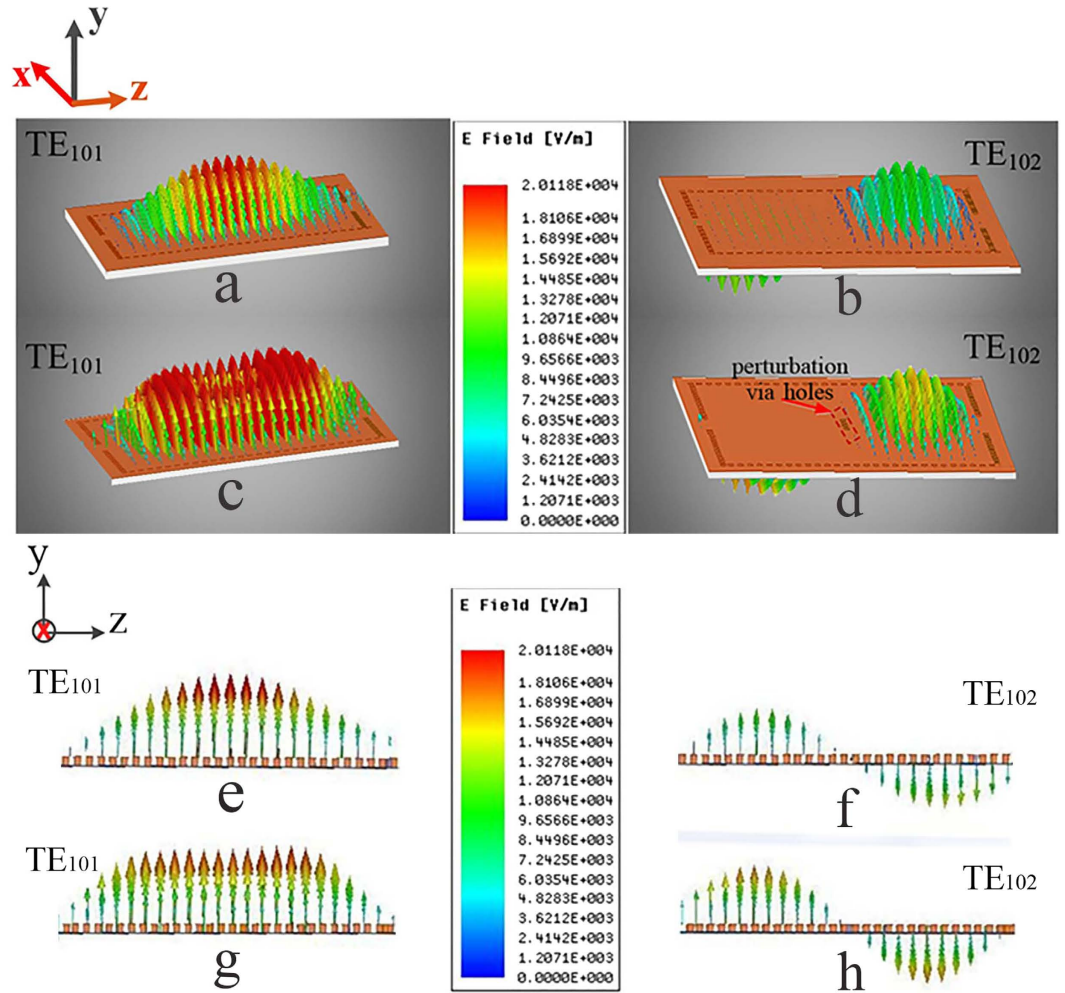 y
x
z
TE101
E Field [V/m]
2.0118E+004
1.8106E+004
1.6899E+004
1.5692E+004
1.4485E+004
1.3278E+004
1.2071E+004
1.0864E+004
9.6566E+003
8.4496E+003
7.2425E+003
6.0354E+003
4.8283E+003
3.6212E+003
2.4142E+003
1.2071E+003
0.0000E+000
TE102
a
b
TE101
TE102
perturbation
via holes
c
d
y
z
X
E Field [V/m]
2.0118E+004
1.8106E+004
1.6899E+004
1.5692E+004
1.4485E+004
1.3278E+004
1.2071E+004
1.0864E+004
9.6566E+003
8.4496E+003
7.2425E+003
6.0354E+003
4.8283E+003
3.6212E+003
2.4142E+003
1.2071E+003
0.0000E+000
TE101
TE102
e
f
TE101
TE102
g
h